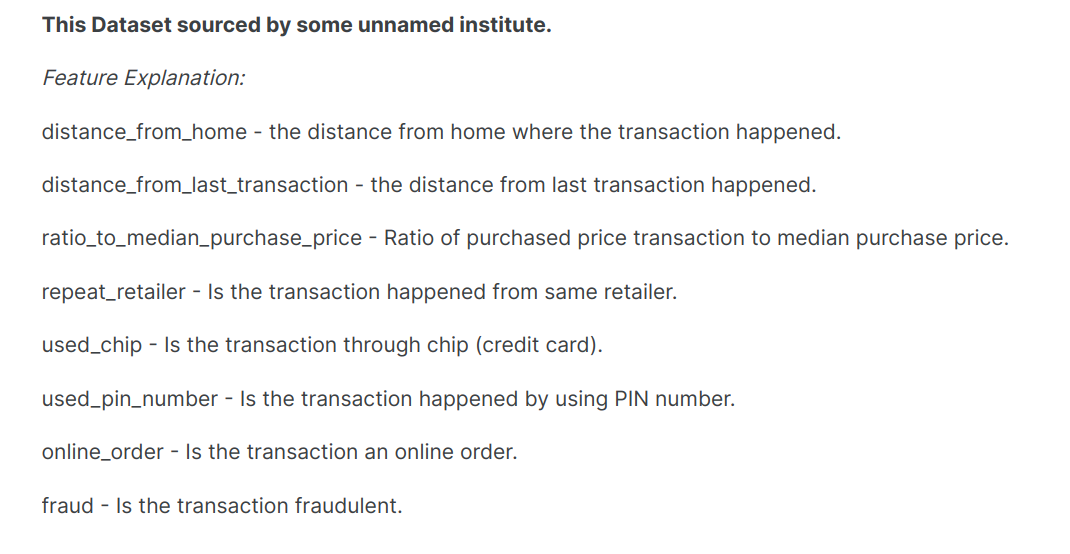 This Dataset sourced by some unnamed institute.
Feature Explanation:
distance_from_home - the distance from home where the transaction happened.
distance_from_last_transaction - the distance from last transaction happened.
ratio_to_median_purchase_price - Ratio of purchased price transaction to median purchase price.
repeat_retailer - Is the transaction happened from same retailer.
used_chip - Is the transaction through chip (credit card).
used_pin_number - Is the transaction happened by using PIN number.
online_order - Is the transaction an online order.
fraud - Is the transaction fraudulent.